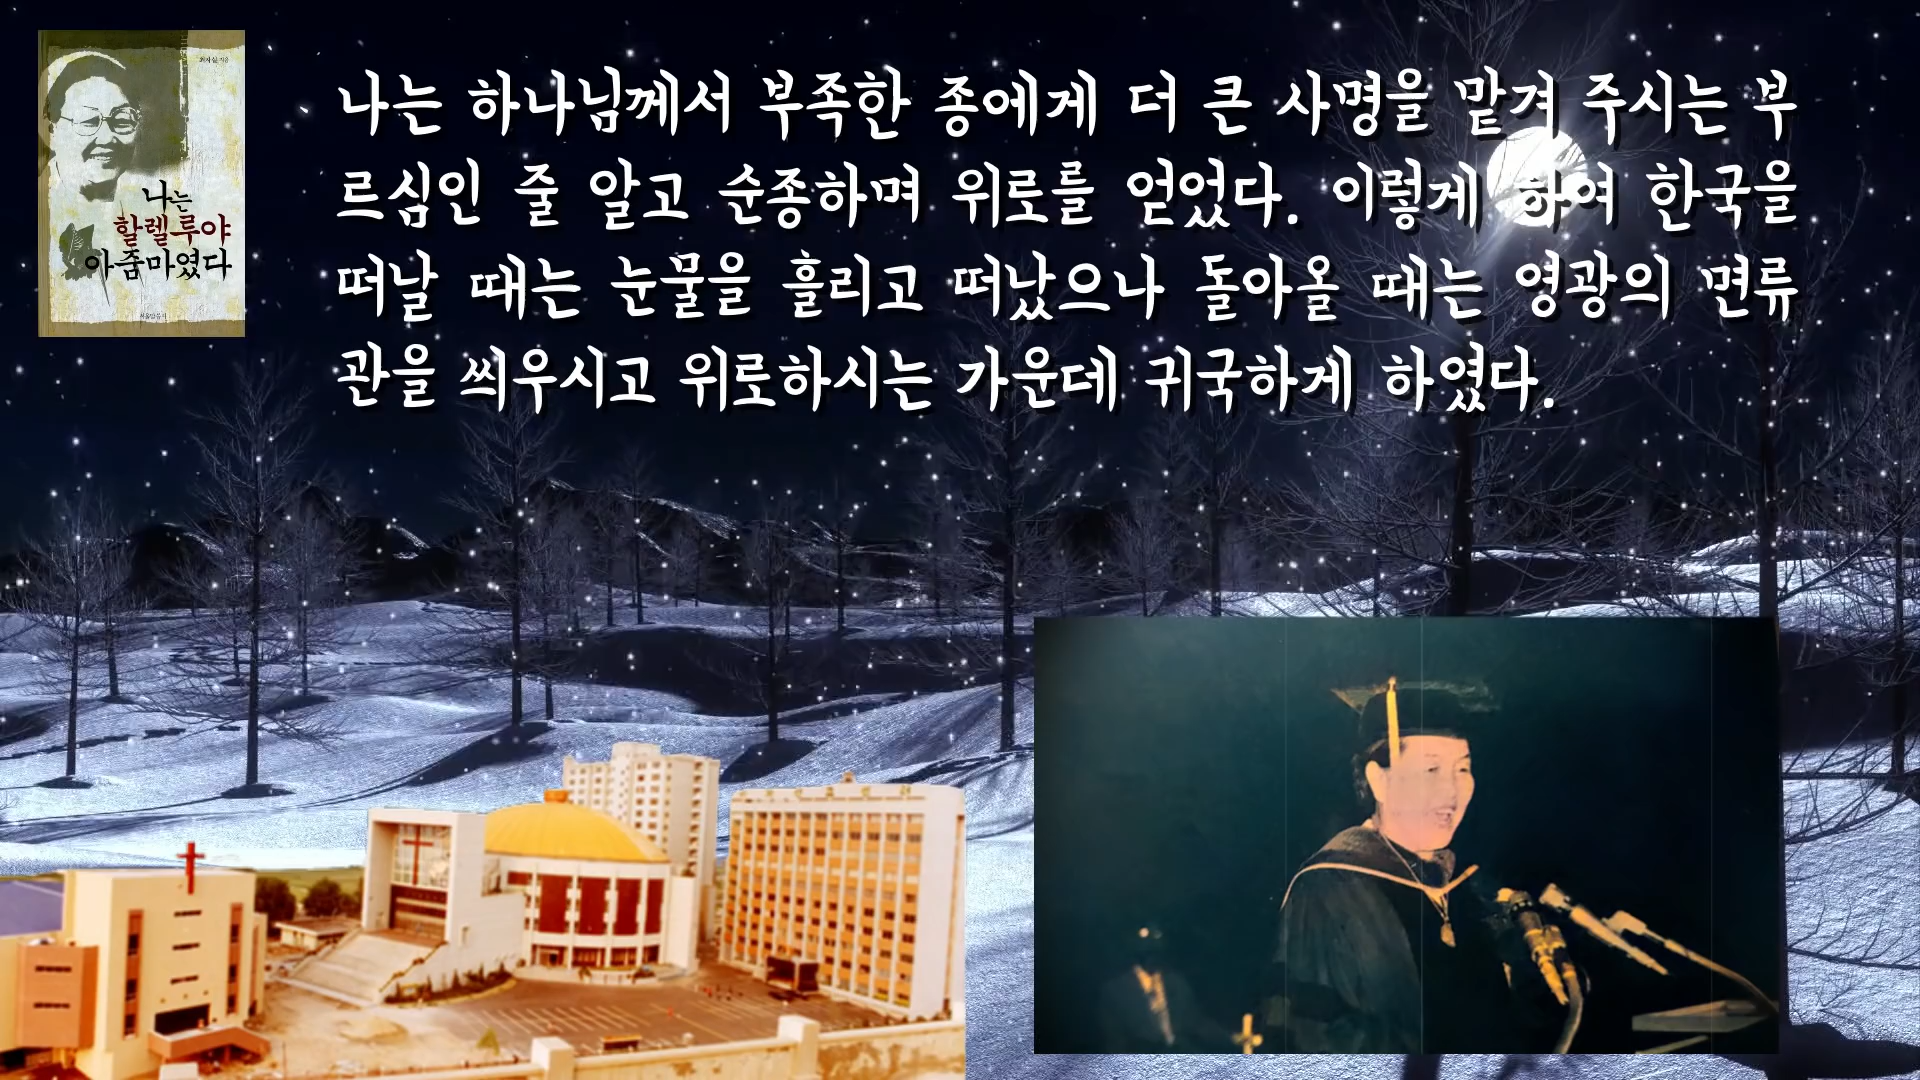 최자실 지음
나는
할렐루야
아줌마였다
나는 하나님께서 부족한 종에게 더 큰 사명을 맡겨 주시는 부
르심인 줄 알고 순종하며 위로를 얻었다. 이렇게 하여 한국을
떠날 때는 눈물을 흘리고 떠났으나 돌아올 때는 영광의 면류
관을 씌우시고 위로하시는 가운데 귀국하게 하였다.